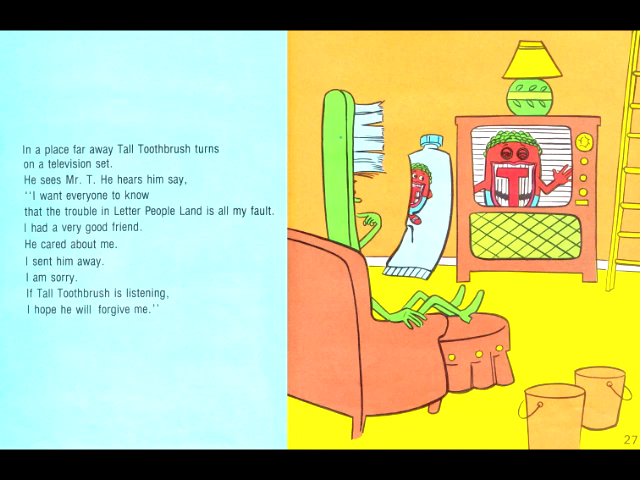 In a place far away Tall Toothbrush turns
on a television set.
He sees Mr. T. He hears him say,
"I want everyone to know
that the trouble in Letter People Land is all my fault.
I had a very good friend.
He cared about me.
I sent him away.
I am sorry.
If Tall Toothbrush is listening,
I hope he will forgive me."
T
27